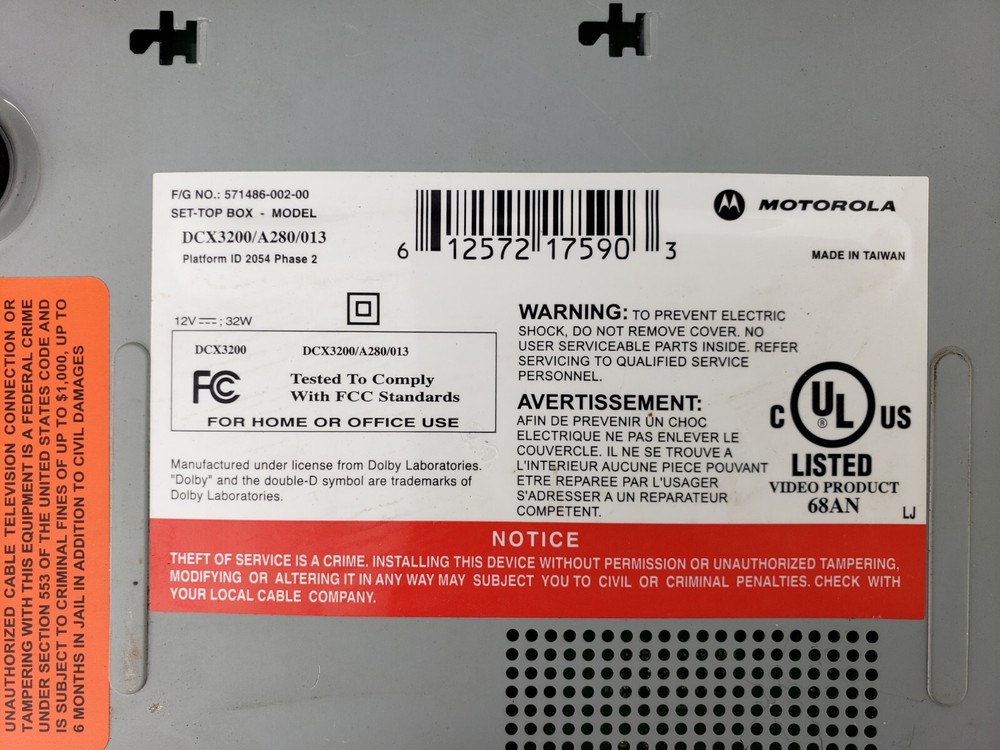 F/G NO.: 571486-002-00
SET-TOP BOX - MODEL
DCX3200/A280/013
Platform ID 2054 Phase 2
6 12572 17590 3
MOTOROLA
MADE IN TAIWAN
12V ; 32W
DCX3200 DCX3200/A280/013
FC Tested To Comply
With FCC Standards
FOR HOME OR OFFICE USE
Manufactured under license from Dolby Laboratories.
"Dolby" and the double-D symbol are trademarks of
Dolby Laboratories.
WARNING: TO PREVENT ELECTRIC
SHOCK, DO NOT REMOVE COVER. NO
USER SERVICEABLE PARTS INSIDE. REFER
SERVICING TO QUALIFIED SERVICE
PERSONNEL.
AVERTISSEMENT:
AFIN DE PREVENIR UN CHOC
ELECTRIQUE NE PAS ENLEVER LE
COUVERCLE. IL NE SE TROUVE A
L'INTERIEUR AUCUNE PIECE POUVANT
ETRE REPAREE PAR L'USAGER
S'ADRESSER A UN REPARATEUR
COMPETENT.
C UL US
®
LISTED
VIDEO PRODUCT
68AN
LJ
NOTICE
THEFT OF SERVICE IS A CRIME. INSTALLING THIS DEVICE WITHOUT PERMISSION OR UNAUTHORIZED TAMPERING,
MODIFYING OR ALTERING IT IN ANY WAY MAY SUBJECT YOU TO CIVIL OR CRIMINAL PENALTIES. CHECK WITH
YOUR LOCAL CABLE COMPANY.
UNAUTHORIZED CABLE TELEVISION CONNECTION OR
TAMPERING WITH THIS EQUIPMENT IS A FEDERAL CRIME
UNDER SECTION 553 OF THE UNITED STATES CODE AND
IS SUBJECT TO CRIMINAL FINES OF UP TO $1,000, UP TO
6 MONTHS IN JAIL IN ADDITION TO CIVIL DAMAGES